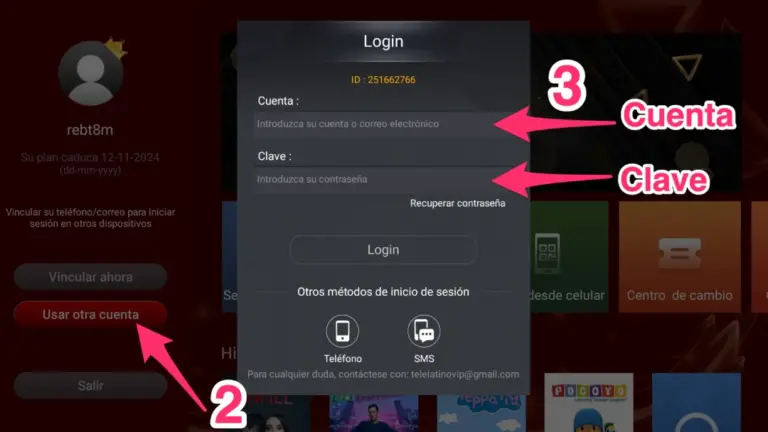 rebt8m
Su plan caduca 12-11-2024
(dd-mm-yyyy)
Vincular su teléfono/correo para iniciar
sesión en otros dispositivos
Vincular ahora
Usar otra cuenta
Salir
2
Login
ID : 251662766
Cuenta :
Introduzca su cuenta o correo electrónico
Clave :
Introduzca su contraseña
Recuperar contraseña
Login
Otros métodos de inicio de sesión
Teléfono
SMS
Para cualquier duda, contáctese con: telelatinovip@gmail.com
3
Cuenta
Clave
desde celular
Centro de cambio
POCOYO